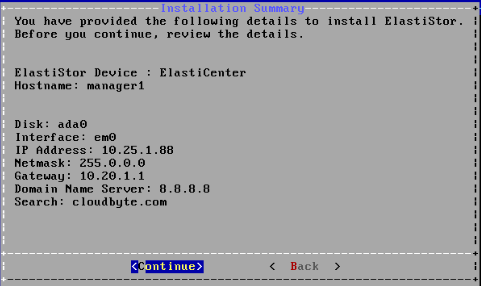 Installation Summary
You have provided the following details to install ElastiStor.
Before you continue, review the details.
ElastiStor Device : ElastiCenter
Hostname: manager1
Disk: ada0
Interface: em0
IP Address: 10.25.1.88
Netmask: 255.0.0.0
Gateway: 10.20.1.1
Domain Name Server: 8.8.8.8
Search: cloudbyte.com
<Continue> < Back >